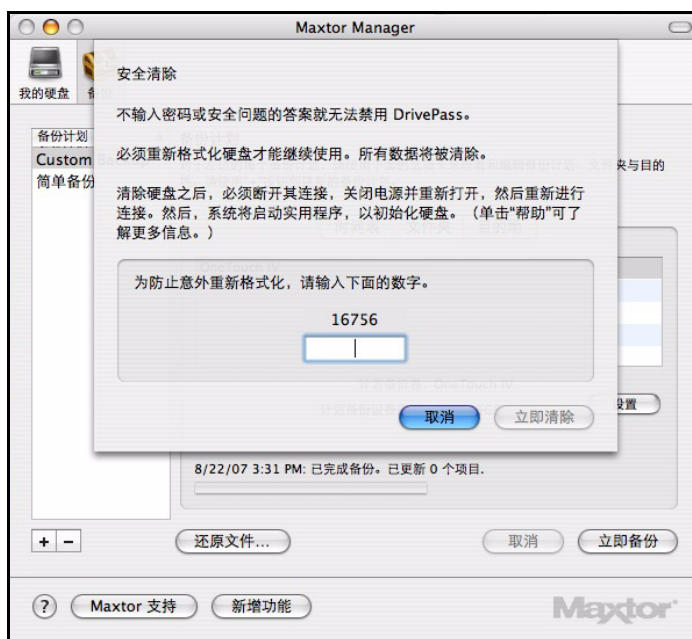 Maxtor Manager
我的硬盘
安全清除
不输入密码或安全问题的答案就无法禁用 DrivePass。
必须重新格式化硬盘才能继续使用。所有数据将被清除。
清除硬盘之后，必须断开其连接，关闭电源并重新打开，然后重新进行
连接。然后，系统将启动实用程序，以初始化硬盘。（单击“帮助”可了
解更多信息。）
为防止意外重新格式化，请输入下面的数字。
16756
取消
立即清除
备份计划
Custom
简单备份
夹与目的
设置
8/22/07 3:31 PM: 已完成备份。已更新 0 个项目.
+ −
还原文件...
取消
立即备份
?
Maxtor 支持
新增功能
Maxtor